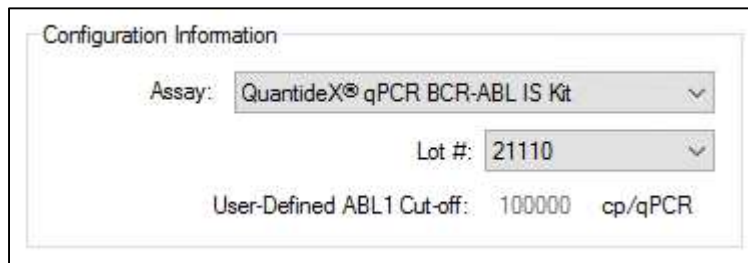 Configuration Information
Assay: QuantideX® qPCR BCR-ABL IS Kit
Lot #: 21110
User-Defined ABL1 Cut-off: 100000 cp/qPCR